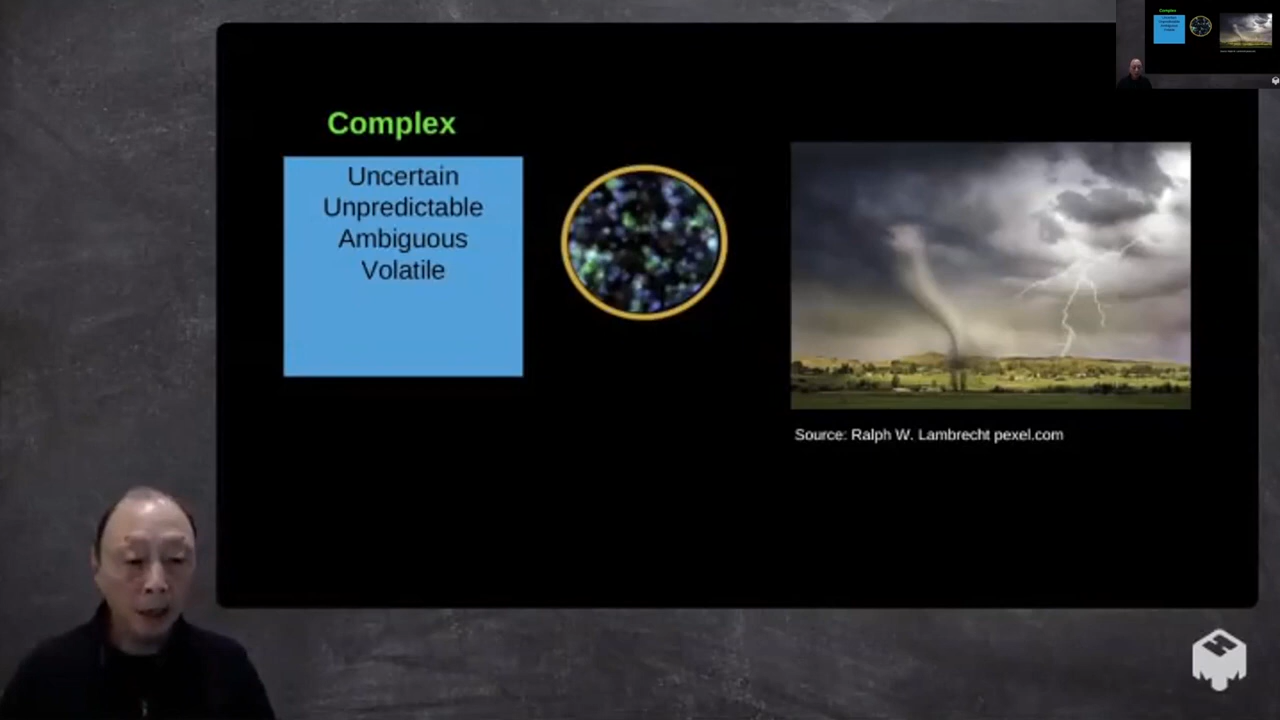 Complex
Uncertain
Unpredictable
Ambiguous
Volatile
Source: Ralph W. Lambrecht pexel.com